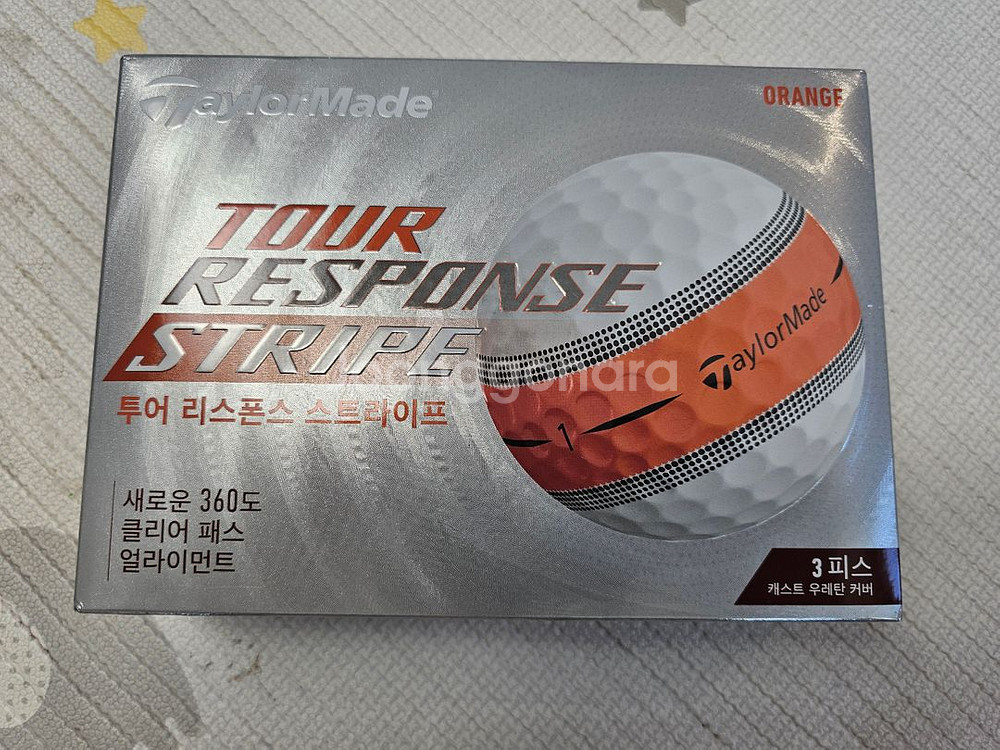 TaylorMade
ORANGE
TOUR
RESPONSE
STRIPE
투어 리스폰스 스트라이프
새로운 360도
클리어 패스
얼라이먼트
TaylorMade
1
3 피스
캐스트 우레탄 커버